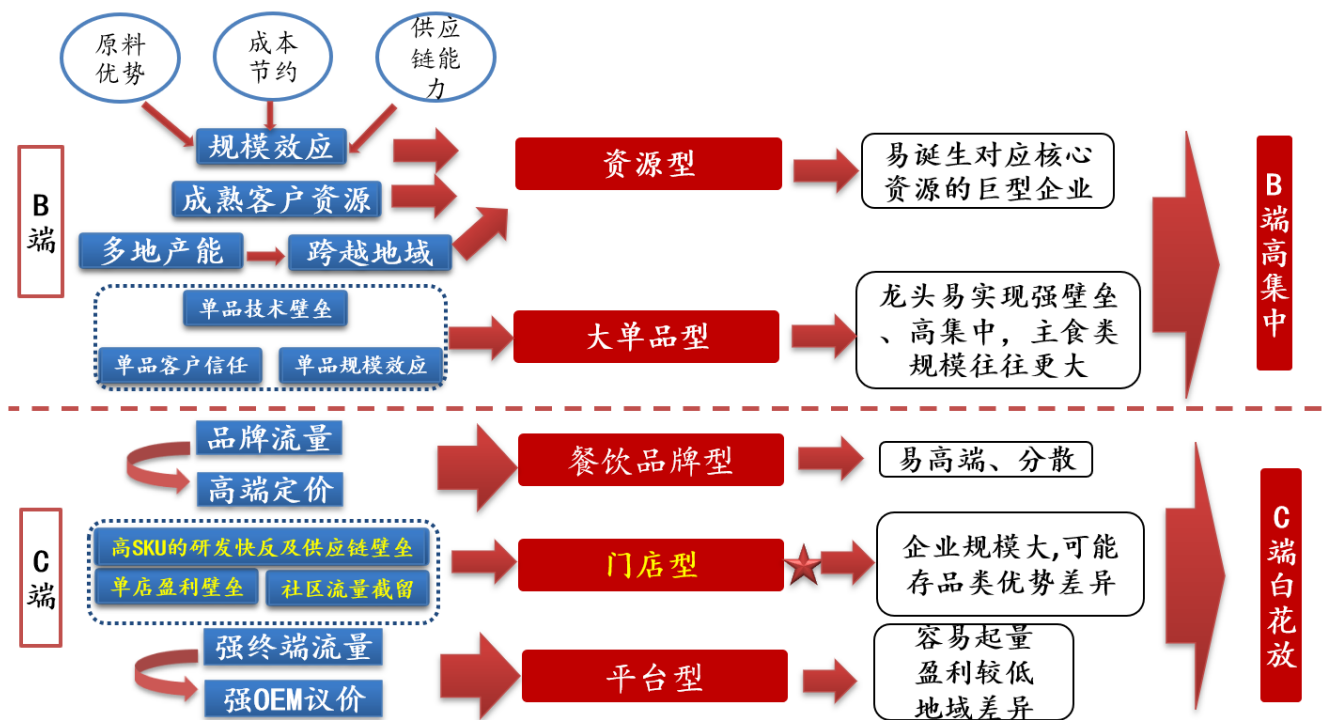 原料
优势
成本
节约
供应
链能
力
规模效应
成熟客户资源
多地产能
跨越地域
B
端
资源型
易诞生对应核心
资源的巨型企业
单品技术壁垒
单品客户信任
单品规模效应
大单品型
龙头易实现强壁垒
、高集中，主食类
规模往往更大
B
端
高
集
中
品牌流量
高端定价
餐饮品牌型
易高端、分散
C
端
高SKU的研发快反及供应链壁垒
单店盈利壁垒
社区流量截留
门店型
企业规模大,可能
存品类优势差异
强终端流量
强OEM议价
平台型
容易起量
盈利较低
地域差异
C
端
白
花
放